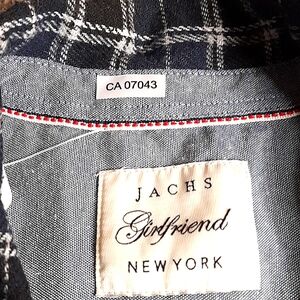 CA 07043
JACHS
Girlfriend
NEW YORK